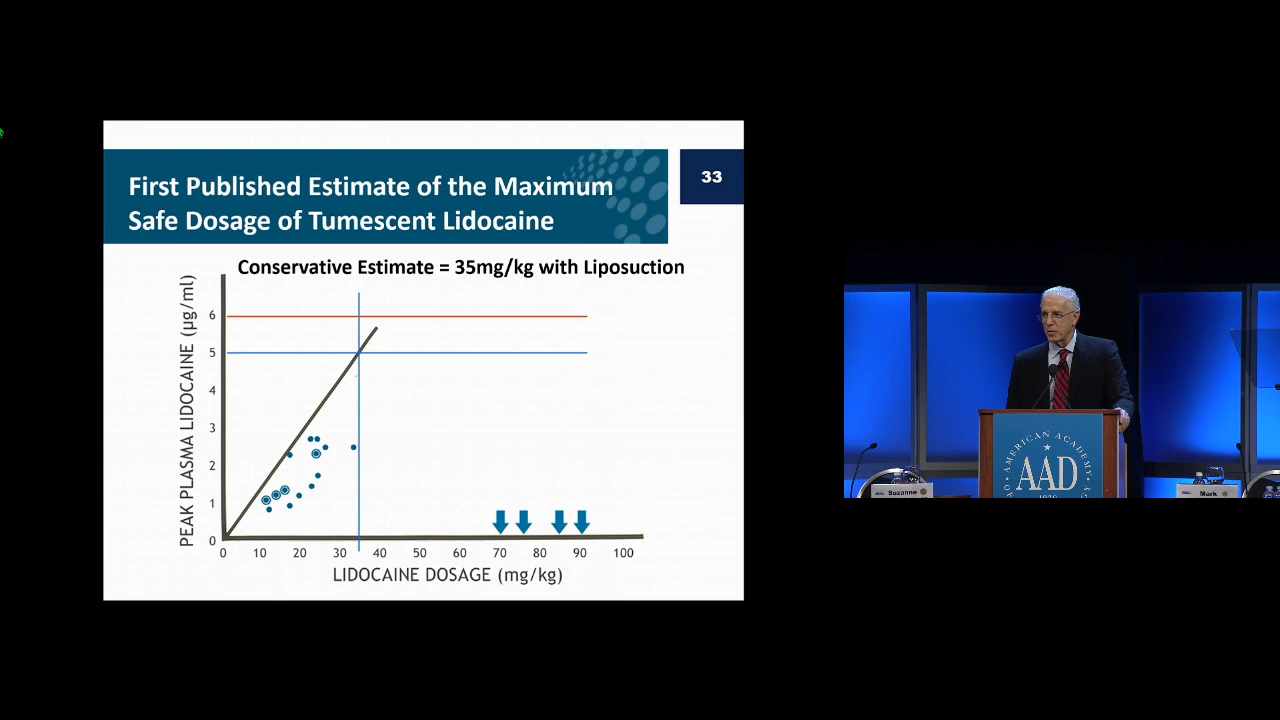 First Published Estimate of the Maximum
Safe Dosage of Tumescent Lidocaine
33
Conservative Estimate = 35mg/kg with Liposuction
PEAK PLASMA LIDOCAINE (µg/ml)
6
5
4
3
2
1
0
0 10 20 30 40 50 60 70 80 90 100
LIDOCAINE DOSAGE (mg/kg)
AMERICAN ACADEMY
AAD
Suzanne
Mark